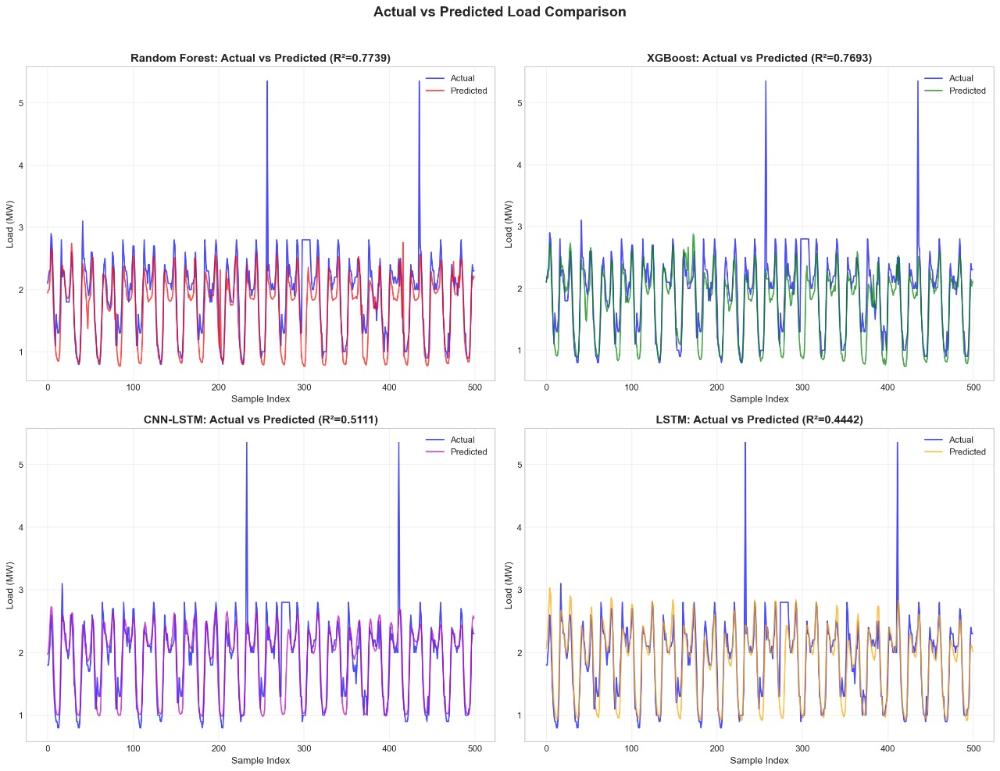 Actual vs Predicted Load Comparison
Random Forest: Actual vs Predicted (R²=0.7739)
Actual
Predicted
5
4
3
2
1
Load (MW)
0 100 200 300 400 500
Sample Index
XGBoost: Actual vs Predicted (R²=0.7693)
Actual
Predicted
5
4
3
2
1
Load (MW)
0 100 200 300 400 500
Sample Index
CNN-LSTM: Actual vs Predicted (R²=0.5111)
Actual
Predicted
5
4
3
2
1
Load (MW)
0 100 200 300 400 500
Sample Index
LSTM: Actual vs Predicted (R²=0.4442)
Actual
Predicted
5
4
3
2
1
Load (MW)
0 100 200 300 400 500
Sample Index